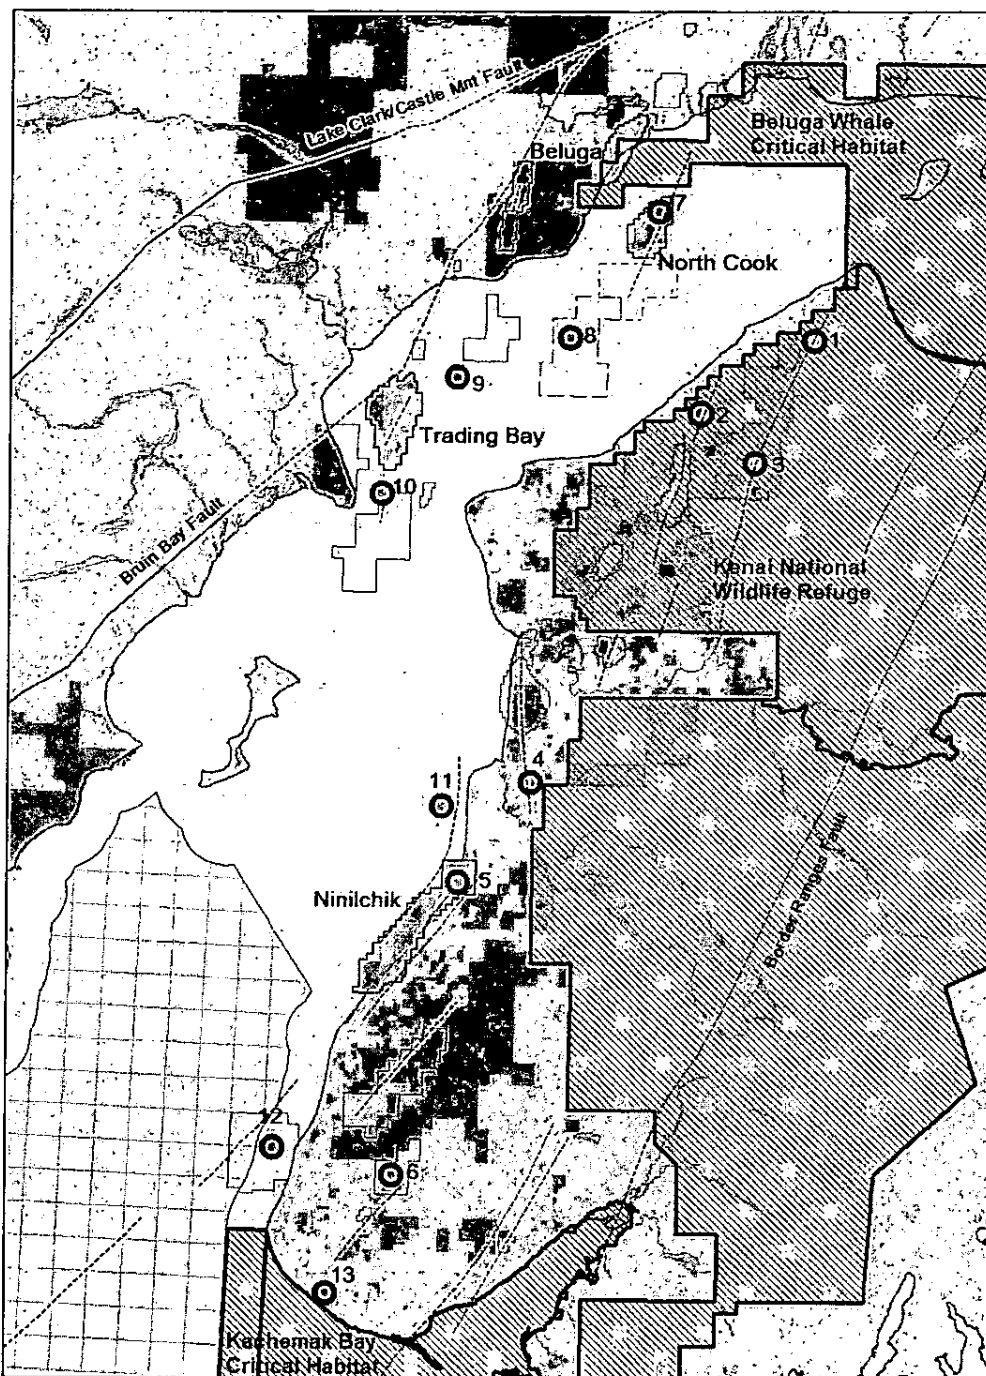 Lake Clark/Castle Mnt Fault
Beluga Whale
Critical Habitat
Beluga
7
North Cook
8
1
9
2
Trading Bay
3
10
Bruin Bay Fault
Kenai National
Wildlife Refuge
4
11
5
Ninilchik
Border Ranges Fault
12
6
13
Kachemak Bay
Critical Habitat